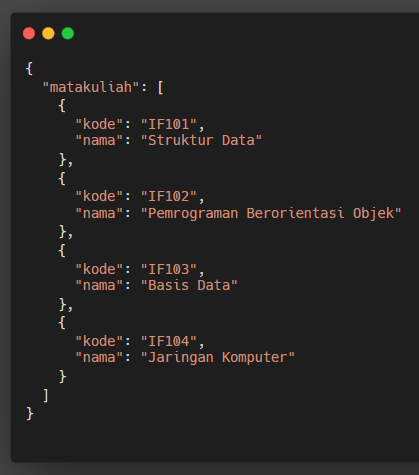 {
  "matakuliah": [
    {
      "kode": "IF101",
      "nama": "Struktur Data"
    },
    {
      "kode": "IF102",
      "nama": "Pemrograman Berorientasi Objek"
    },
    {
      "kode": "IF103",
      "nama": "Basis Data"
    },
    {
      "kode": "IF104",
      "nama": "Jaringan Komputer"
    }
  ]
}